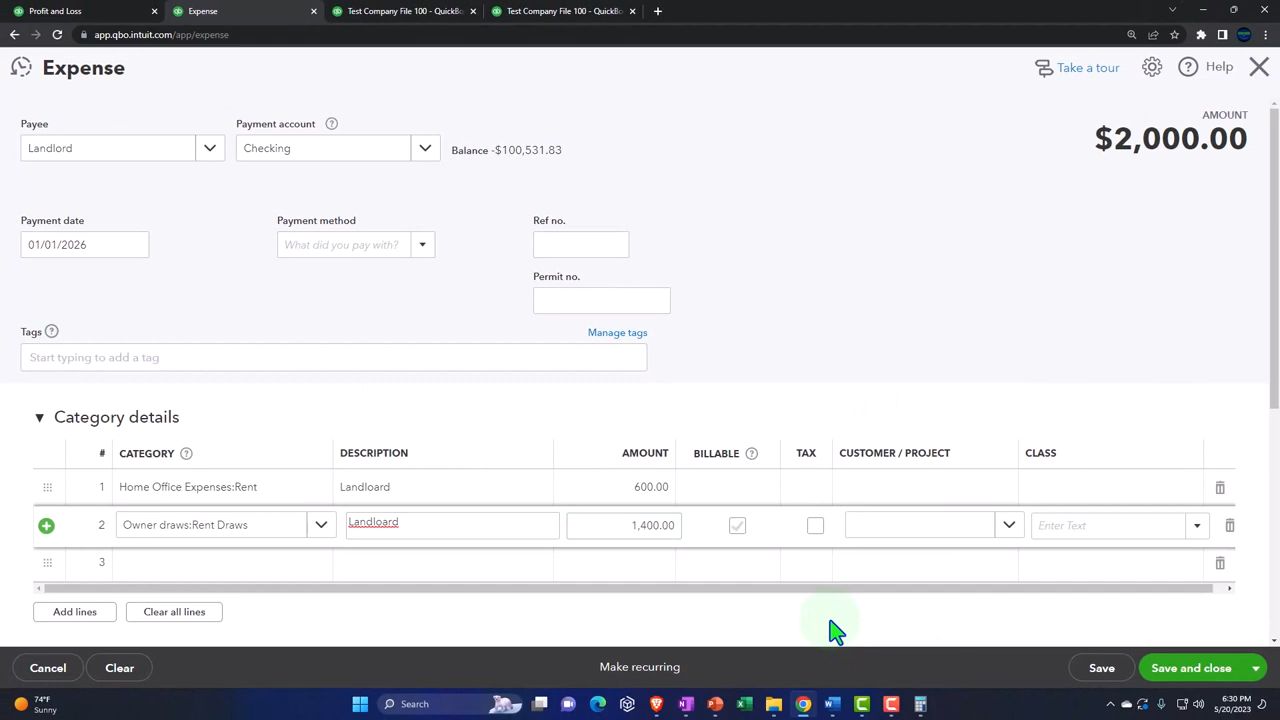 Profit and Loss
Expense
Test Company File 100 - QuickBo
Test Company File 100 - QuickBo
app.qbo.intuit.com/app/expense
Expense
Take a tour
Help
Payee
Payment account
AMOUNT
Landlord
Checking
Balance -$100,531.83
$2,000.00
Payment date
Payment method
Ref no.
01/01/2026
What did you pay with?
Permit no.
Tags
Manage tags
Start typing to add a tag
Category details
# CATEGORY DESCRIPTION AMOUNT BILLABLE TAX CUSTOMER / PROJECT CLASS
1 Home Office Expenses:Rent Landloard 600.00
2 Owner draws:Rent Draws Landloard 1,400.00 Enter Text
3
Add lines Clear all lines
Cancel Clear Make recurring Save Save and close
74°F
Sunny
Search
6:30 PM
5/20/2023